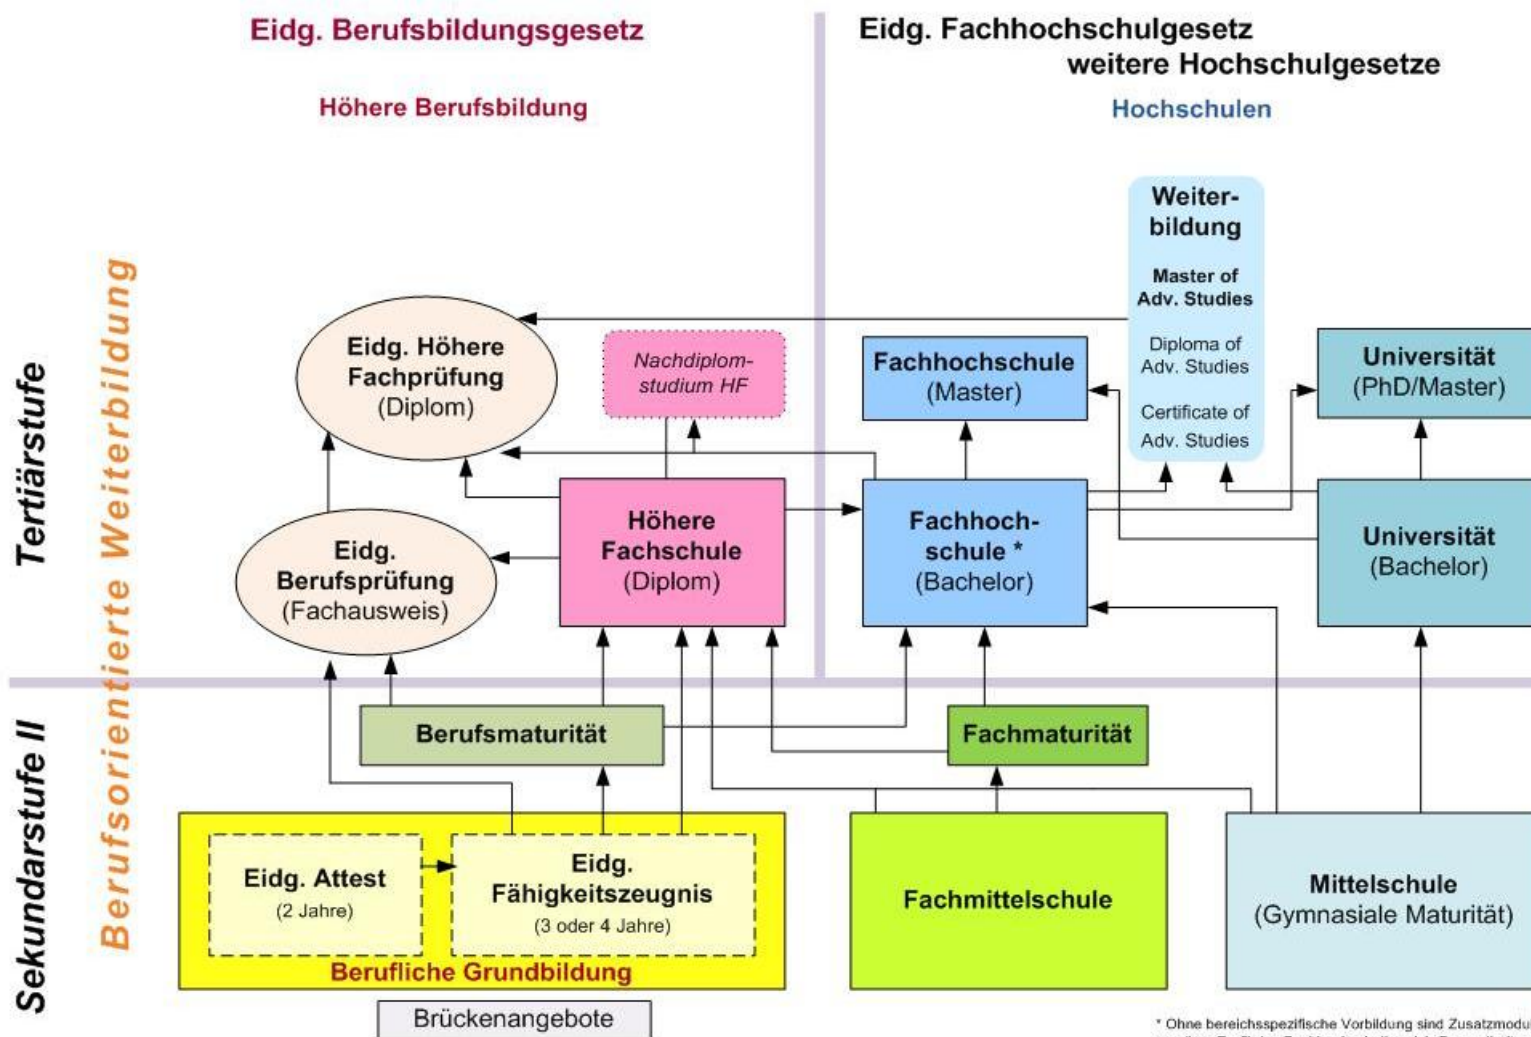 Eidg. Berufsbildungsgesetz
Höhere Berufsbildung
Eidg. Fachhochschulgesetz
weitere Hochschulgesetze
Hochschulen
Tertiärstufe
Sekundarstufe II
Berufsorientierte Weiterbildung
Weiter-
bildung
Master of
Adv. Studies
Diploma of
Adv. Studies
Certificate of
Adv. Studies
Eidg. Höhere
Fachprüfung
(Diplom)
Nachdiplom-
studium HF
Fachhochschule
(Master)
Universität
(PhD/Master)
Eidg.
Berufsprüfung
(Fachausweis)
Höhere
Fachschule
(Diplom)
Fachhoch-
schule *
(Bachelor)
Universität
(Bachelor)
Berufsmaturität
Fachmaturität
Eidg. Attest
(2 Jahre)
Eidg.
Fähigkeitszeugnis
(3 oder 4 Jahre)
Berufliche Grundbildung
Fachmittelschule
Mittelschule
(Gymnasiale Maturität)
Brückenangebote
* Ohne bereichsspezifische Vorbildung sind